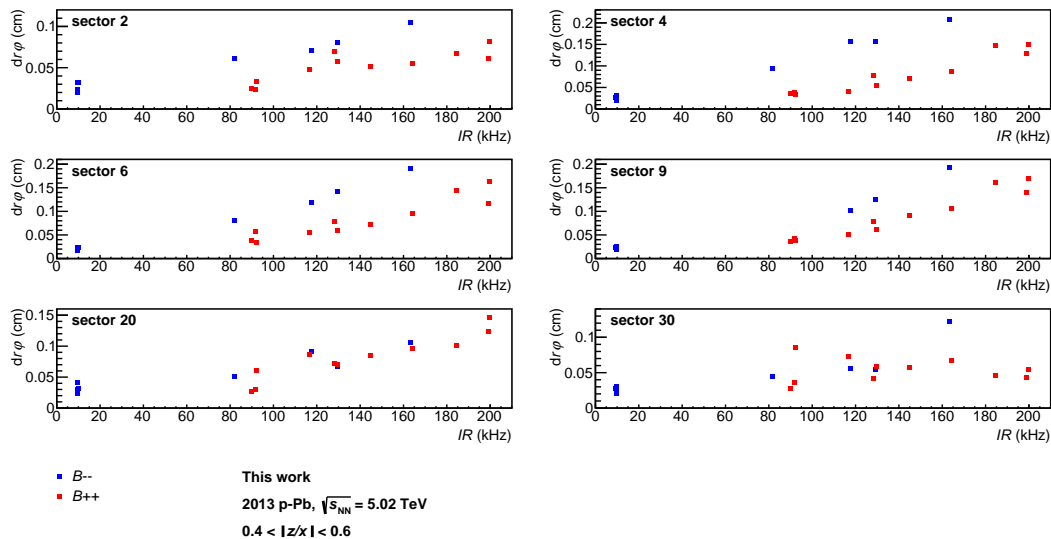 sector 2
drφ (cm)
0.1
0.05
0
0 20 40 60 80 100 120 140 160 180 200
IR (kHz)
sector 4
drφ (cm)
0.2
0.15
0.1
0.05
0
0 20 40 60 80 100 120 140 160 180 200
IR (kHz)
sector 6
drφ (cm)
0.2
0.15
0.1
0.05
0
0 20 40 60 80 100 120 140 160 180 200
IR (kHz)
sector 9
drφ (cm)
0.2
0.15
0.1
0.05
0
0 20 40 60 80 100 120 140 160 180 200
IR (kHz)
sector 20
drφ (cm)
0.15
0.1
0.05
0
0 20 40 60 80 100 120 140 160 180 200
IR (kHz)
sector 30
drφ (cm)
0.1
0.05
0
0 20 40 60 80 100 120 140 160 180 200
IR (kHz)
B--
B++
This work
2013 p-Pb, √s_NN = 5.02 TeV
0.4 < |z/x| < 0.6